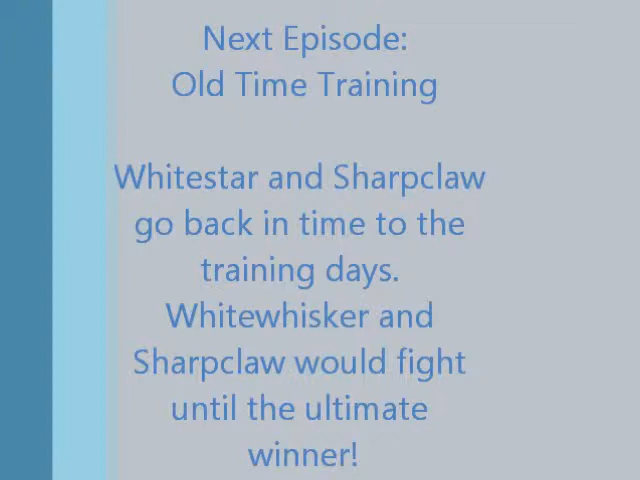 Next Episode:
Old Time Training
Whitestar and Sharpclaw
go back in time to the
training days.
Whitewhisker and
Sharpclaw would fight
until the ultimate
winner!